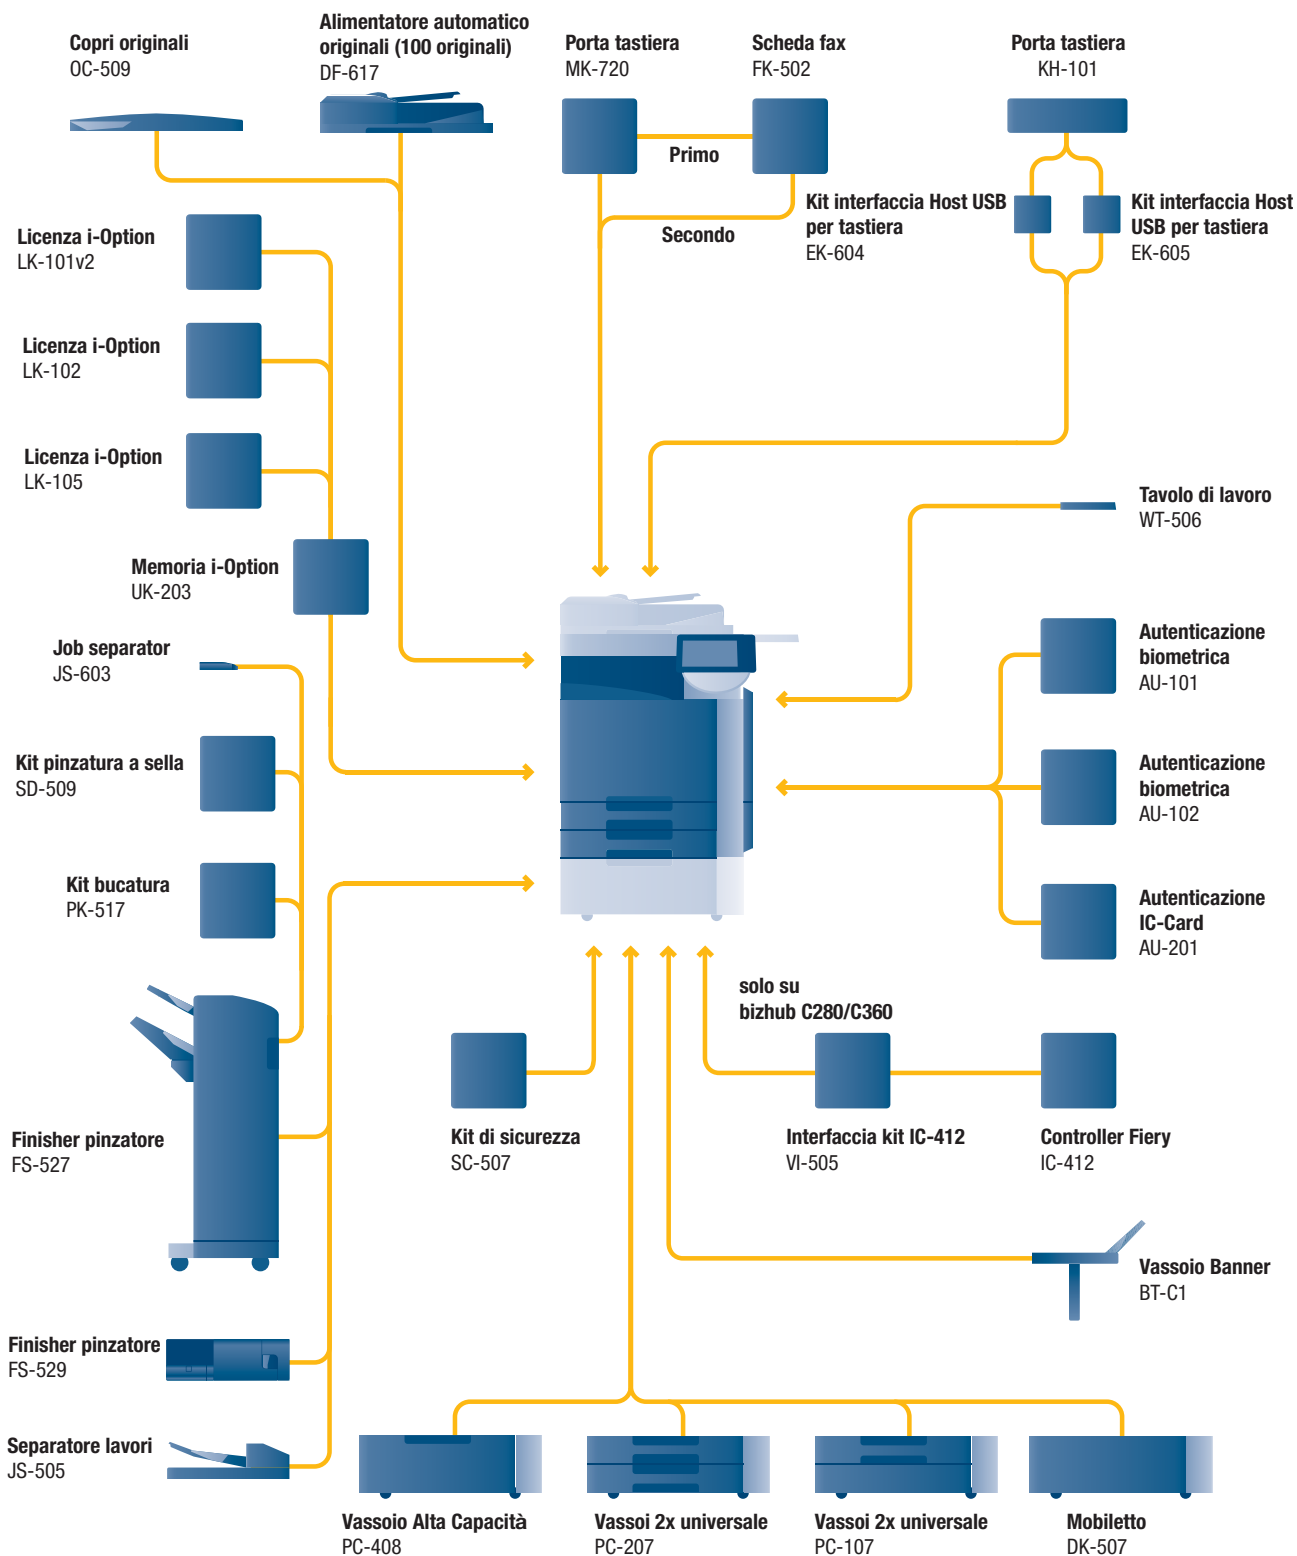 Copri originali
OC-509
Alimentatore automatico
originali (100 originali)
DF-617
Porta tastiera
MK-720
Scheda fax
FK-502
Porta tastiera
KH-101
Primo
Secondo
Kit interfaccia Host USB
per tastiera
EK-604
Kit interfaccia Host
USB per tastiera
EK-605
Licenza i-Option
LK-101v2
Licenza i-Option
LK-102
Licenza i-Option
LK-105
Memoria i-Option
UK-203
Tavolo di lavoro
WT-506
Job separator
JS-603
Autenticazione
biometrica
AU-101
Kit pinzatura a sella
SD-509
Autenticazione
biometrica
AU-102
Kit bucatura
PK-517
Autenticazione
IC-Card
AU-201
solo su
bizhub C280/C360
Finisher pinzatore
FS-527
Kit di sicurezza
SC-507
Interfaccia kit IC-412
VI-505
Controller Fiery
IC-412
Vassoio Banner
BT-C1
Finisher pinzatore
FS-529
Separatore lavori
JS-505
Vassoio Alta Capacità
PC-408
Vassoi 2x universale
PC-207
Vassoi 2x universale
PC-107
Mobiletto
DK-507